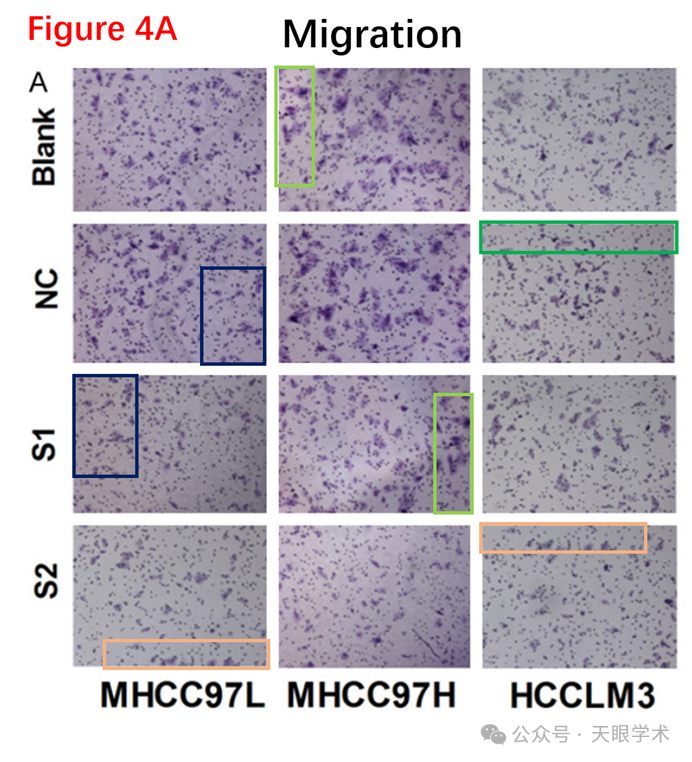 Figure 4A
Migration
A
Blank
NC
S1
S2
MHCC97L MHCC97H HCCLM3
公众号 · 天眼学术